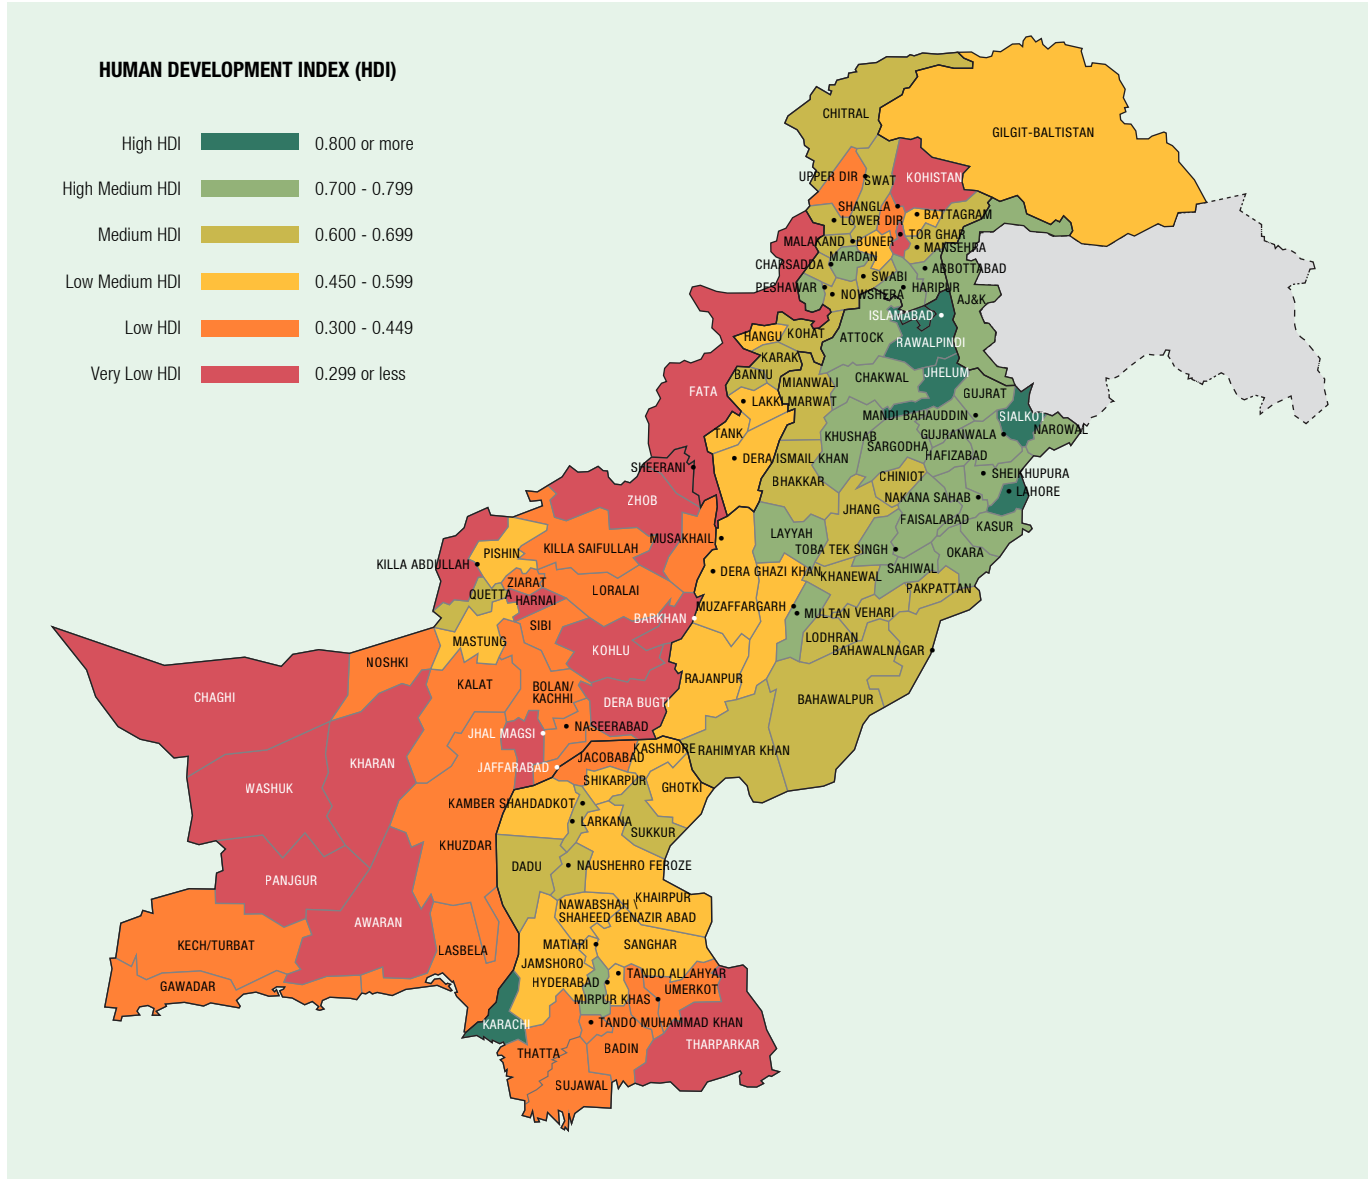 HUMAN DEVELOPMENT INDEX (HDI)
High HDI 0.800 or more
High Medium HDI 0.700 - 0.799
Medium HDI 0.600 - 0.699
Low Medium HDI 0.450 - 0.599
Low HDI 0.300 - 0.449
Very Low HDI 0.299 or less
CHITRAL
GILGIT-BALTISTAN
UPPER DIR
SWAT
KOHISTAN
SHANGLA
BATTAGRAM
LOWER DIR
TOR GHAR
MALAKAND
BUNER
MANSEHRA
MARDAN
CHARSADDA
ABBOTTABAD
SWABI
PESHAWAR
HARIPUR
NOWSHERA
AJ&K
ISLAMABAD
HANGU
KOHAT
ATTOCK
RAWALPINDI
KARAK
BANNU
JHELUM
MIANWALI
CHAKWAL
FATA
GUJRAT
LAKKI MARWAT
MANDI BAHAUDDIN
SIALKOT
TANK
KHUSHAB
GUJRANWALA
NAROWAL
SARGODHA
HAFIZABAD
DERA ISMAIL KHAN
SHEERANI
SHEIKHUPURA
BHAKKAR
CHINIOT
LAHORE
ZHOB
NAKANA SAHAB
JHANG
FAISALABAD
KASUR
MUSAKHAIL
LAYYAH
KILLA SAIFULLAH
TOBA TEK SINGH
OKARA
PISHIN
KILLA ABDULLAH
DERA GHAZI KHAN
SAHIWAL
KHANEWAL
ZIARAT
LORALAI
PAKPATTAN
QUETTA
HARNAI
MUZAFFARGARH
MULTAN
VEHARI
BARKHAN
SIBI
LODHRAN
MASTUNG
KOHLU
BAHAWALNAGAR
NOSHKI
RAJANPUR
KALAT
BOLAN/
KACHHI
CHAGHI
DERA BUGTI
BAHAWALPUR
NASEERABAD
JHAL MAGSI
KASHMORE
RAHIMYAR KHAN
JACOBABAD
KHARAN
JAFFARABAD
SHIKARPUR
GHOTKI
WASHUK
KAMBER SHAHDADKOT
LARKANA
SUKKUR
KHUZDAR
DADU
NAUSHEHRO FEROZE
PANJGUR
KHAIRPUR
NAWABSHAH \
SHAHEED BENAZIR ABAD
AWARAN
KECH/TURBAT
MATIARI
SANGHAR
LASBELA
JAMSHORO
TANDO ALLAHYAR
HYDERABAD
GAWADAR
UMERKOT
MIRPUR KHAS
KARACHI
TANDO MUHAMMAD KHAN
THARPARKAR
THATTA
BADIN
SUJAWAL